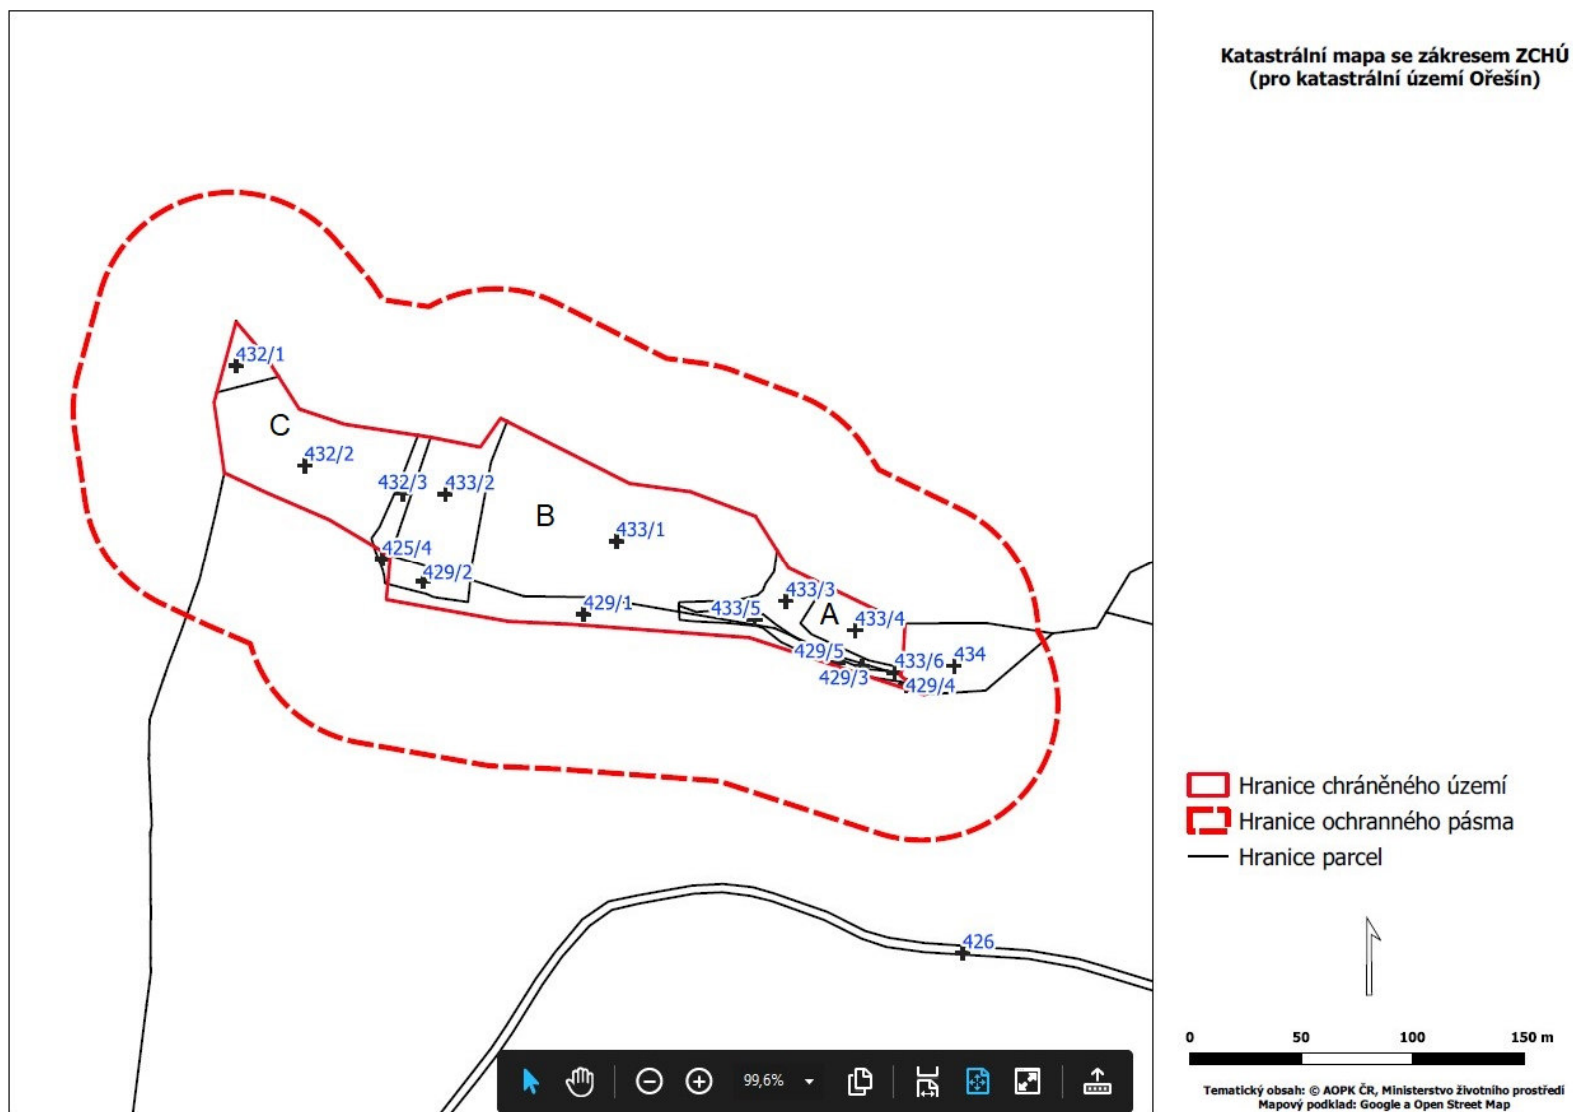 Katastrální mapa se zákresem ZCHÚ
(pro katastrální území Ořešín)
432/1
C
432/2
432/3
433/2
B
433/1
425/4
429/2
429/1
433/5
433/3
A
433/4
429/5
429/3
433/6
434
429/4
426
Hranice chráněného území
Hranice ochranného pásma
Hranice parcel
0 50 100 150 m
99,6%
Tematický obsah: © AOPK ČR, Ministerstvo životního prostředí
Mapový podklad: Google a Open Street Map